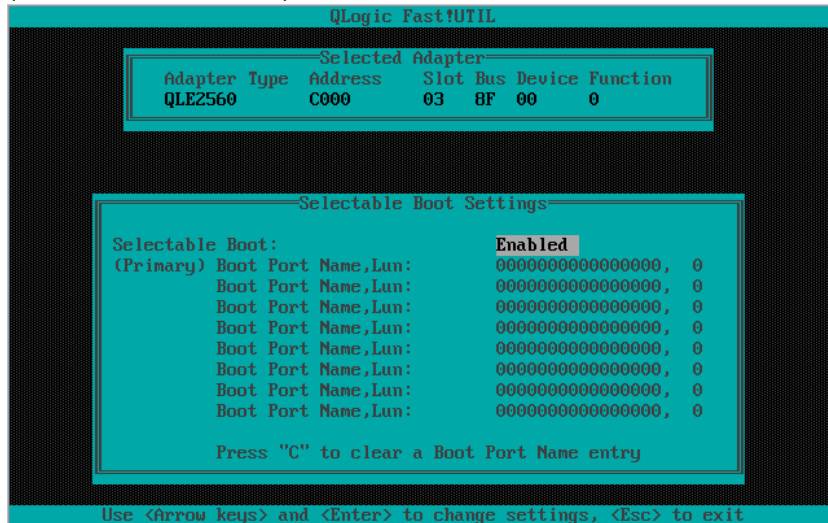 QLogic Fast!UTIL
Selected Adapter
Adapter Type Address Slot Bus Device Function
QLE2560 C000 03 8F 00 0
Selectable Boot Settings
Selectable Boot: Enabled
(Primary) Boot Port Name,Lun: 0000000000000000, 0
Boot Port Name,Lun: 0000000000000000, 0
Boot Port Name,Lun: 0000000000000000, 0
Boot Port Name,Lun: 0000000000000000, 0
Boot Port Name,Lun: 0000000000000000, 0
Boot Port Name,Lun: 0000000000000000, 0
Boot Port Name,Lun: 0000000000000000, 0
Boot Port Name,Lun: 0000000000000000, 0
Press "C" to clear a Boot Port Name entry
Use <Arrow keys> and <Enter> to change settings, <Esc> to exit